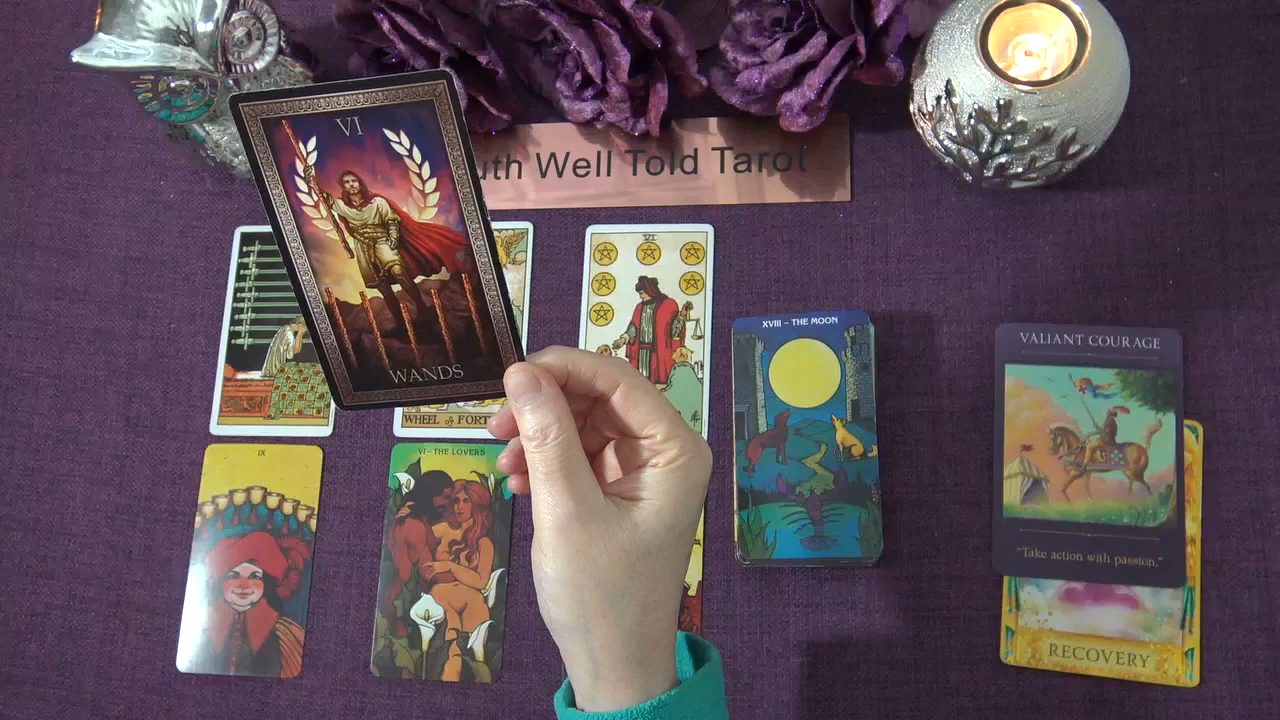 VI
WANDS
uth Well Told Tarot
WHEEL of FORT
VI
XVIII – THE MOON
IX
VI – THE LOVERS
VALIANT COURAGE
"Take action with passion."
RECOVERY